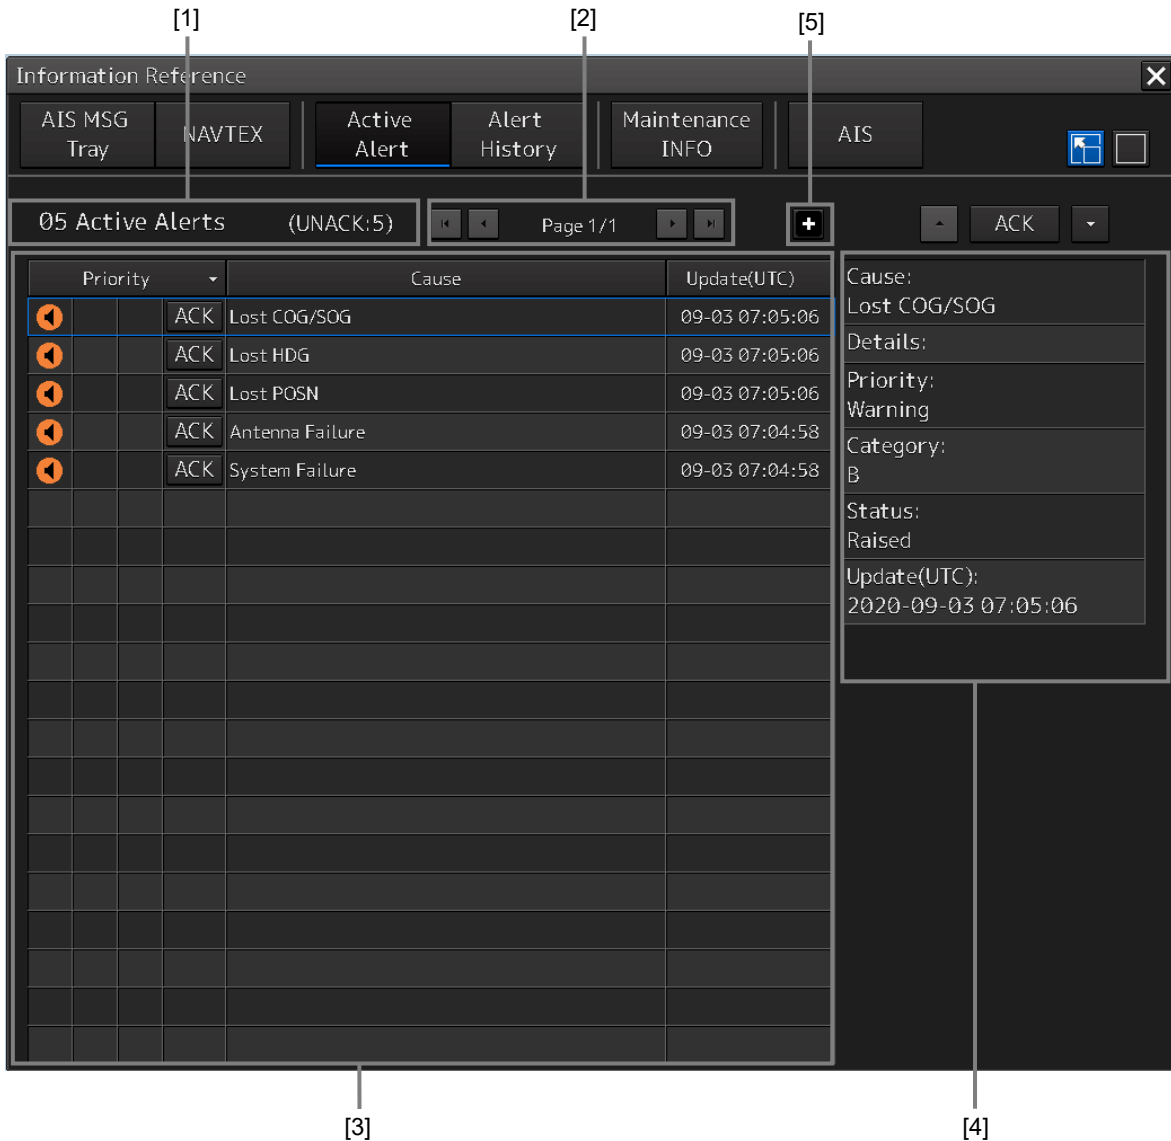 [1]
[2]
[5]
Information Reference
AIS MSG
Tray
NAVTEX
Active
Alert
Alert
History
Maintenance
INFO
AIS
05 Active Alerts (UNACK:5)
Page 1/1
ACK
Priority Cause Update(UTC)
ACK Lost COG/SOG 09-03 07:05:06
ACK Lost HDG 09-03 07:05:06
ACK Lost POSN 09-03 07:05:06
ACK Antenna Failure 09-03 07:04:58
ACK System Failure 09-03 07:04:58
Cause:
Lost COG/SOG
Details:
Priority:
Warning
Category:
B
Status:
Raised
Update(UTC):
2020-09-03 07:05:06
[3]
[4]